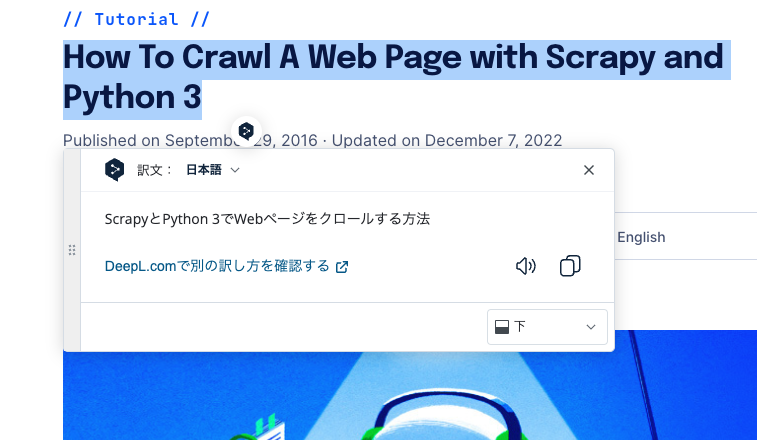 // Tutorial //
How To Crawl A Web Page with Scrapy and
Python 3
Published on September 29, 2016 · Updated on December 7, 2022
訳文： 日本語
ScrapyとPython 3でWebページをクロールする方法
English
DeepL.comで別の訳し方を確認する
下